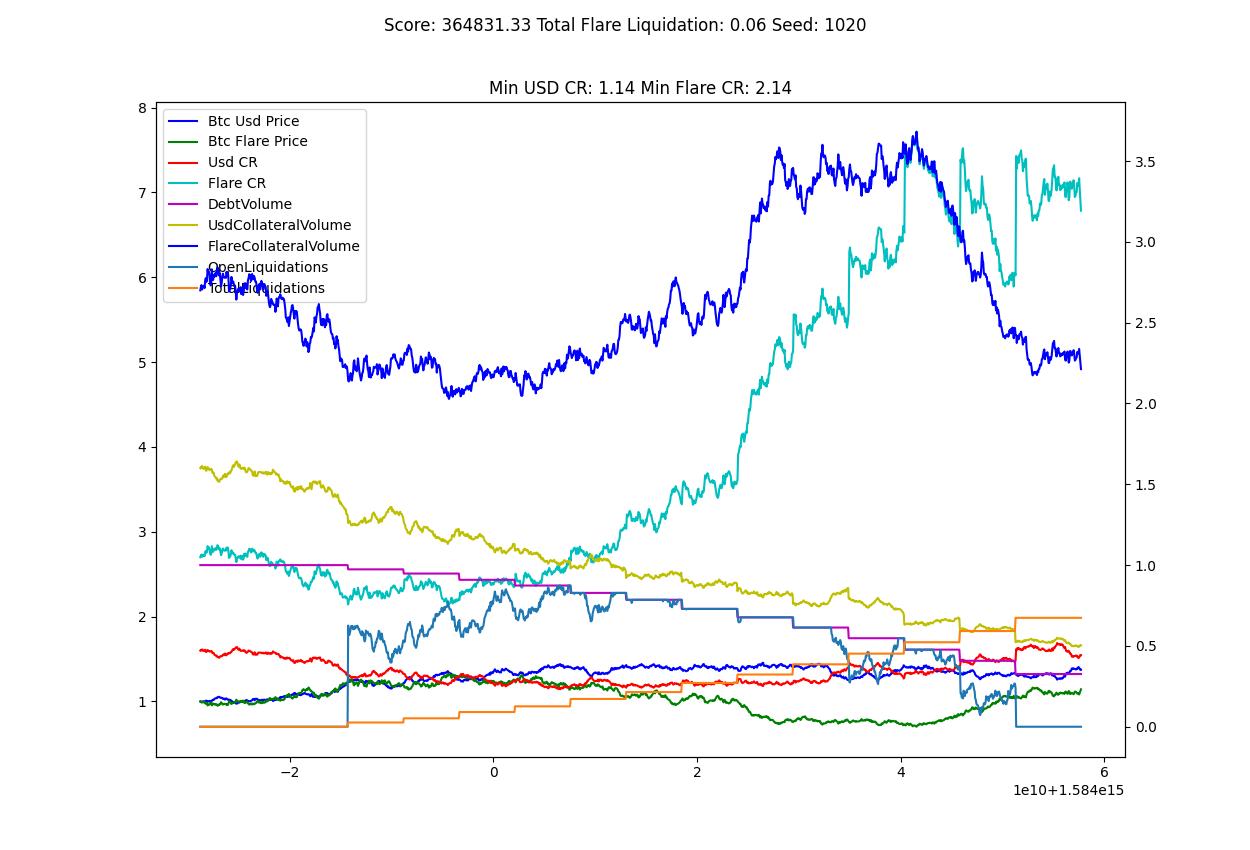 Score: 364831.33 Total Flare Liquidation: 0.06 Seed: 1020
Min USD CR: 1.14 Min Flare CR: 2.14
Btc Usd Price
Btc Flare Price
Usd CR
Flare CR
DebtVolume
UsdCollateralVolume
FlareCollateralVolume
OpenLiquidations
TotalLiquidations
8
7
6
5
4
3
2
1
3.5
3.0
2.5
2.0
1.5
1.0
0.5
0.0
−2
0
2
4
6
1e10+1.584e15